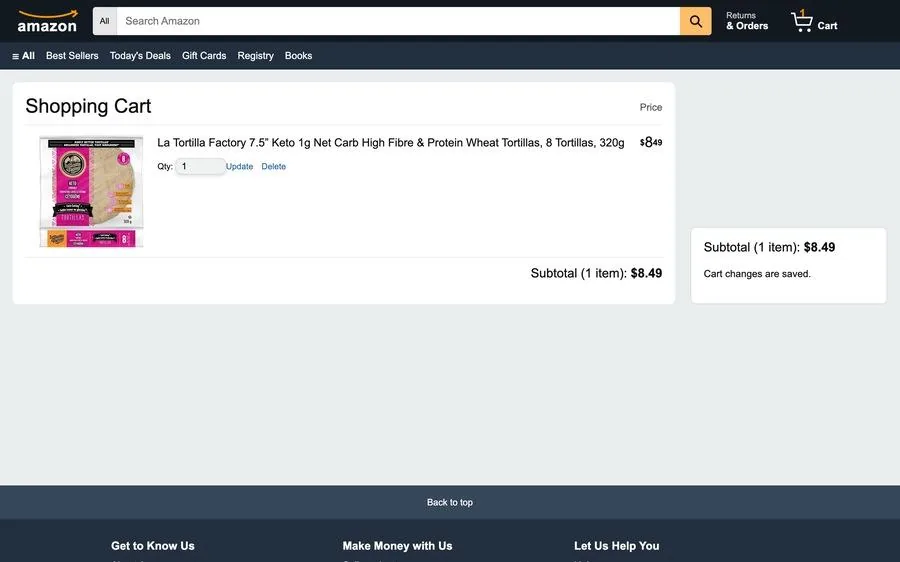 amazon
All
Search Amazon
Returns
& Orders
1
Cart
≡ All Best Sellers Today's Deals Gift Cards Registry Books
Shopping Cart
Price
La Tortilla Factory 7.5" Keto 1g Net Carb High Fibre & Protein Wheat Tortillas, 8 Tortillas, 320g
$849
Qty: 1 Update Delete
KETO
TORTILLAS
8
Subtotal (1 item): $8.49
Subtotal (1 item): $8.49
Cart changes are saved.
Back to top
Get to Know Us
Make Money with Us
Let Us Help You